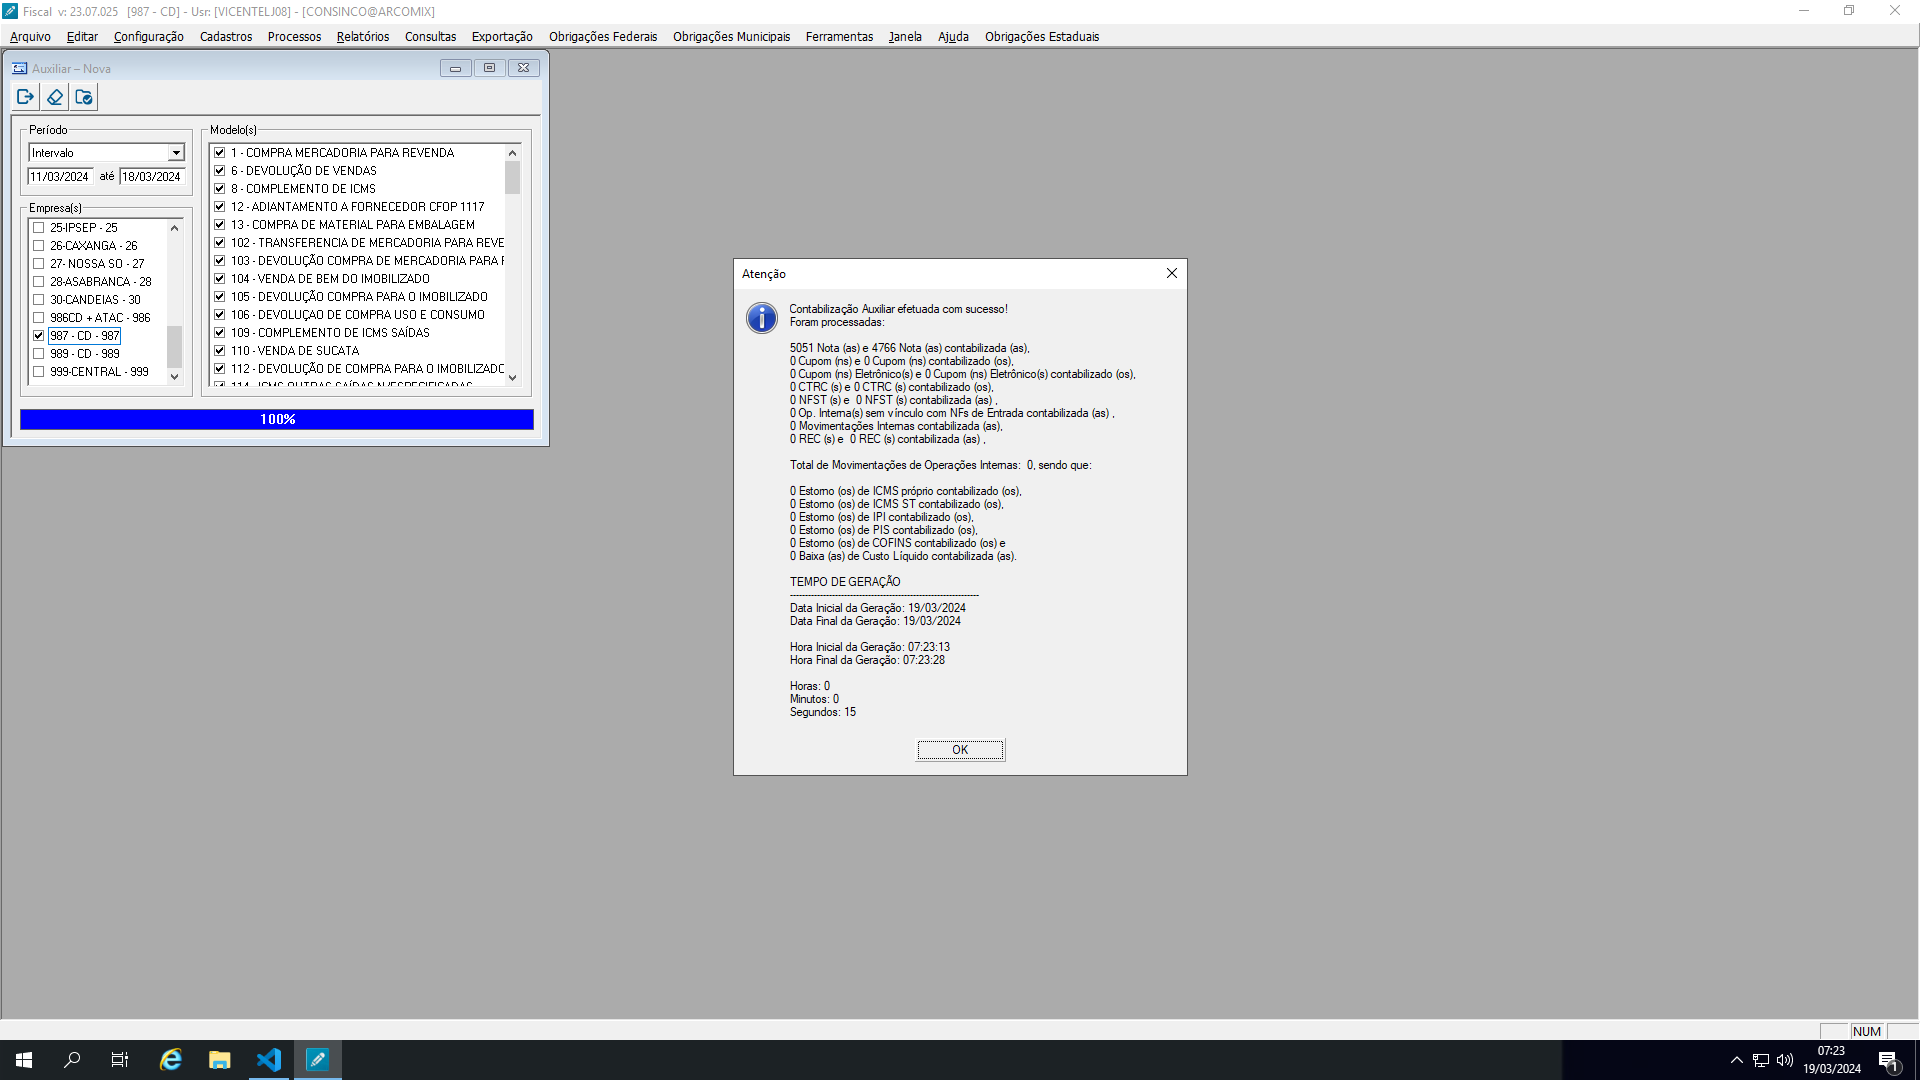 Fiscal v: 23.07.025 [987 - CD] - Usr: [VICENTELJ08] - [CONSINCO@ARCOMIX]
Arquivo Editar Configuração Cadastros Processos Relatórios Consultas Exportação Obrigações Federais Obrigações Municipais Ferramentas Janela Ajuda Obrigações Estaduais
Auxiliar – Nova
Período
Intervalo
11/03/2024 até 18/03/2024
Empresa(s)
25-IPSEP - 25
26-CAXANGA - 26
27- NOSSA SO - 27
28-ASABRANCA - 28
30-CANDEIAS - 30
986CD + ATAC - 986
987 - CD - 987
989 - CD - 989
999-CENTRAL - 999
Modelo(s)
1 - COMPRA MERCADORIA PARA REVENDA
6 - DEVOLUÇÃO DE VENDAS
8 - COMPLEMENTO DE ICMS
12 - ADIANTAMENTO A FORNECEDOR CFOP 1117
13 - COMPRA DE MATERIAL PARA EMBALAGEM
102 - TRANSFERENCIA DE MERCADORIA PARA REVE
103 - DEVOLUÇÃO COMPRA DE MERCADORIA PARA F
104 - VENDA DE BEM DO IMOBILIZADO
105 - DEVOLUÇÃO COMPRA PARA O IMOBILIZADO
106 - DEVOLUÇAO DE COMPRA USO E CONSUMO
109 - COMPLEMENTO DE ICMS SAÍDAS
110 - VENDA DE SUCATA
112 - DEVOLUÇÃO DE COMPRA PARA O IMOBILIZADO
114 - ICMS OUTRAS SAÍDAS N/ESPECIFICADAS
100%
Atenção
Contabilização Auxiliar efetuada com sucesso!
Foram processadas:
5051 Nota (as) e 4766 Nota (as) contabilizada (as),
0 Cupom (ns) e 0 Cupom (ns) contabilizado (os),
0 Cupom (ns) Eletrônico(s) e 0 Cupom (ns) Eletrônico(s) contabilizado (os),
0 CTRC (s) e 0 CTRC (s) contabilizado (os),
0 NFST (s) e 0 NFST (s) contabilizado (as) ,
0 Op. Interna(s) sem vínculo com NFs de Entrada contabilizada (as) ,
0 Movimentações Internas contabilizada (as),
0 REC (s) e 0 REC (s) contabilizada (as) ,
Total de Movimentações de Operações Internas: 0, sendo que:
0 Estorno (os) de ICMS próprio contabilizado (os),
0 Estorno (os) de ICMS ST contabilizado (os),
0 Estorno (os) de IPI contabilizado (os),
0 Estorno (os) de PIS contabilizado (os),
0 Estorno (os) de COFINS contabilizado (os) e
0 Baixa (as) de Custo Líquido contabilizada (as).
TEMPO DE GERAÇÃO
---------------------------------------------------------------
Data Inicial da Geração: 19/03/2024
Data Final da Geração: 19/03/2024
Hora Inicial da Geração: 07:23:13
Hora Final da Geração: 07:23:28
Horas: 0
Minutos: 0
Segundos: 15
OK
NUM
07:23
19/03/2024
1